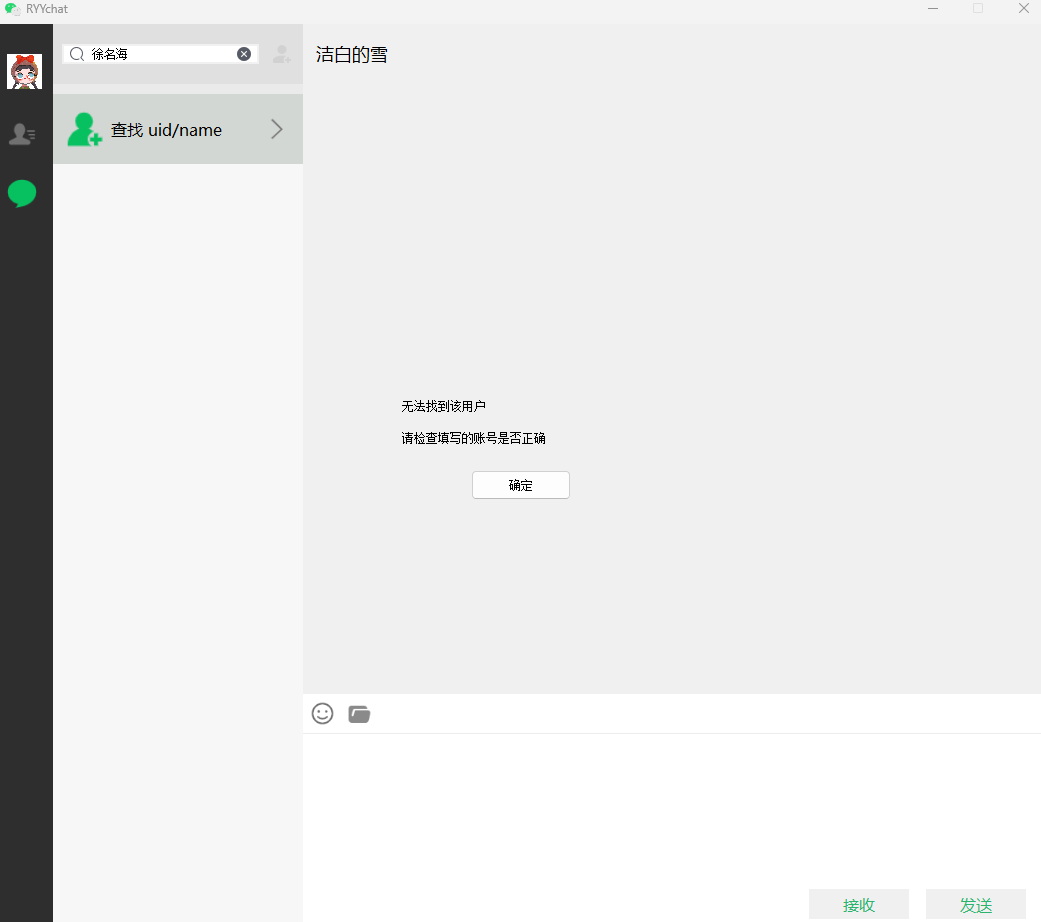 RYYchat
徐名海
洁白的雪
查找 uid/name
无法找到该用户
请检查填写的账号是否正确
确定
接收
发送